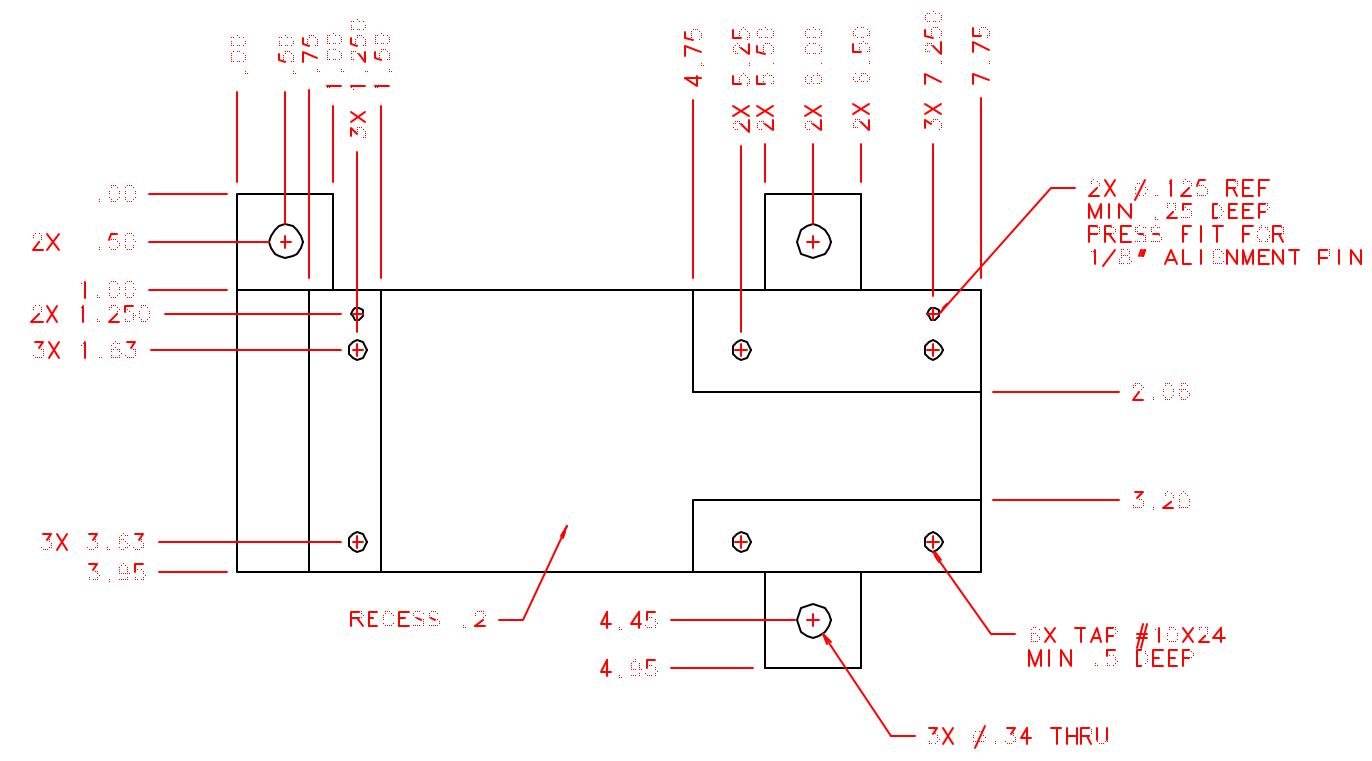 .00
.50
.75
1.00
3X 1.250
1.50
4.75
2X 5.25
2X 5.50
2X 6.00
2X 6.50
3X 7.250
7.75
.00
2X .50
1.00
2X 1.250
3X 1.63
3X 3.63
3.95
2X ⌀.125 REF
MIN .25 DEEP
PRESS FIT FOR
1/8" ALIGNMENT PIN
2.06
3.20
RECESS .2
4.45
4.95
6X TAP #10X24
MIN .5 DEEP
3X ⌀.34 THRU